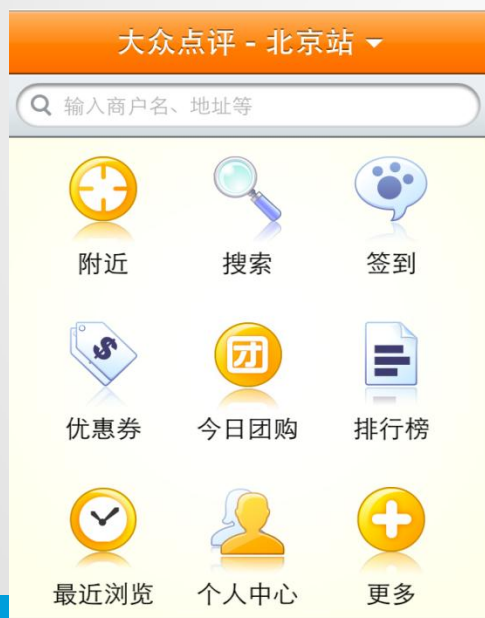 大众点评 - 北京站
输入商户名、地址等
附近 搜索 签到
团
优惠券 今日团购 排行榜
最近浏览 个人中心 更多